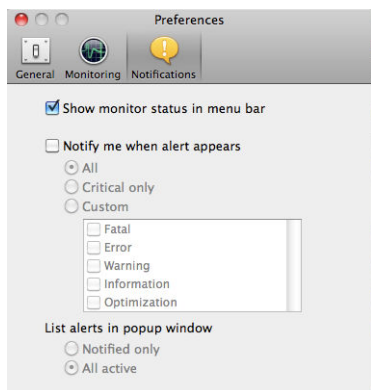 Preferences
General Monitoring Notifications
Show monitor status in menu bar
Notify me when alert appears
All
Critical only
Custom
Fatal
Error
Warning
Information
Optimization
List alerts in popup window
Notified only
All active